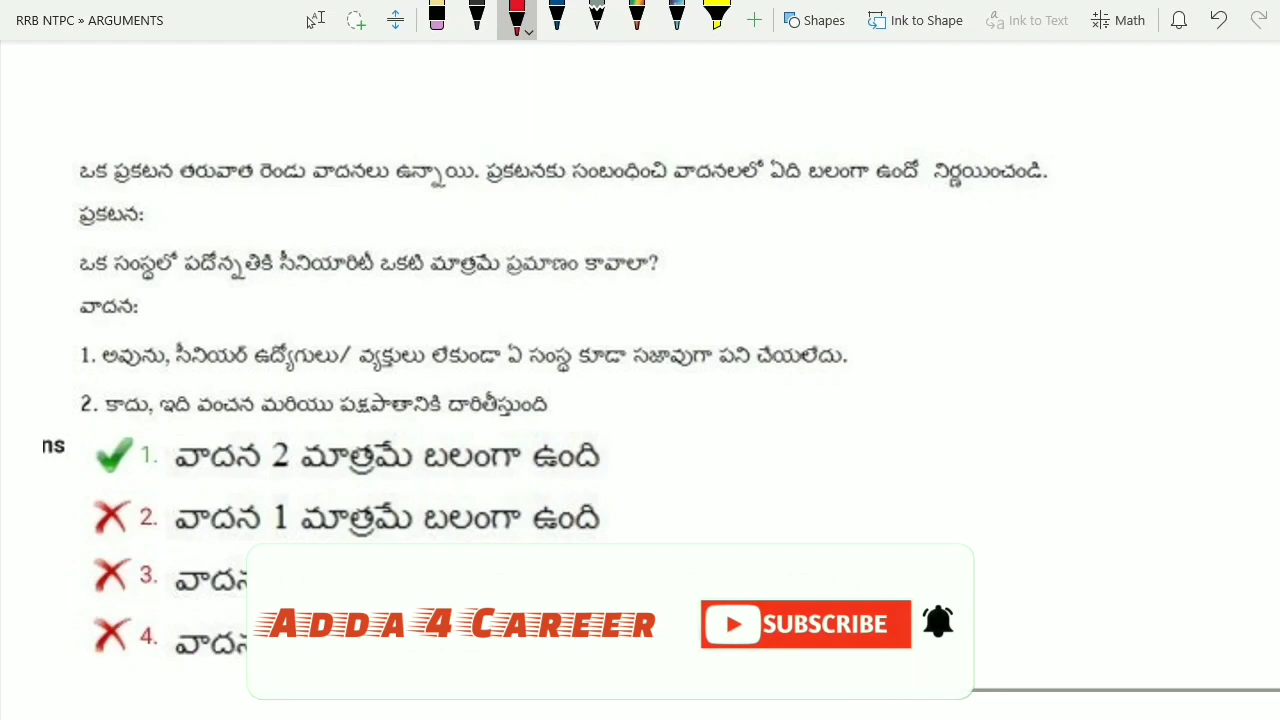 RRB NTPC » ARGUMENTS
Shapes
Ink to Shape
Ink to Text
Math
ఒక ప్రకటన తరువాత రెండు వాదనలు ఉన్నాయి. ప్రకటనకు సంబంధించి వాదనలలో ఏది బలంగా ఉందో నిర్ణయించండి.
ప్రకటన:
ఒక సంస్థలో పదోన్నతికి సీనియారిటీ ఒకటి మాత్రమే ప్రమాణం కావాలా?
వాదన:
1. అవును, సీనియర్ ఉద్యోగులు/ వ్యక్తులు లేకుండా ఏ సంస్థ కూడా సజావుగా పని చేయలేదు.
2. కాదు, ఇది వంచన మరియు పక్షపాతానికి దారితీస్తుంది
ns
1. వాదన 2 మాత్రమే బలంగా ఉంది
2. వాదన 1 మాత్రమే బలంగా ఉంది
3.
4.
ADDA 4 CAREER
SUBSCRIBE